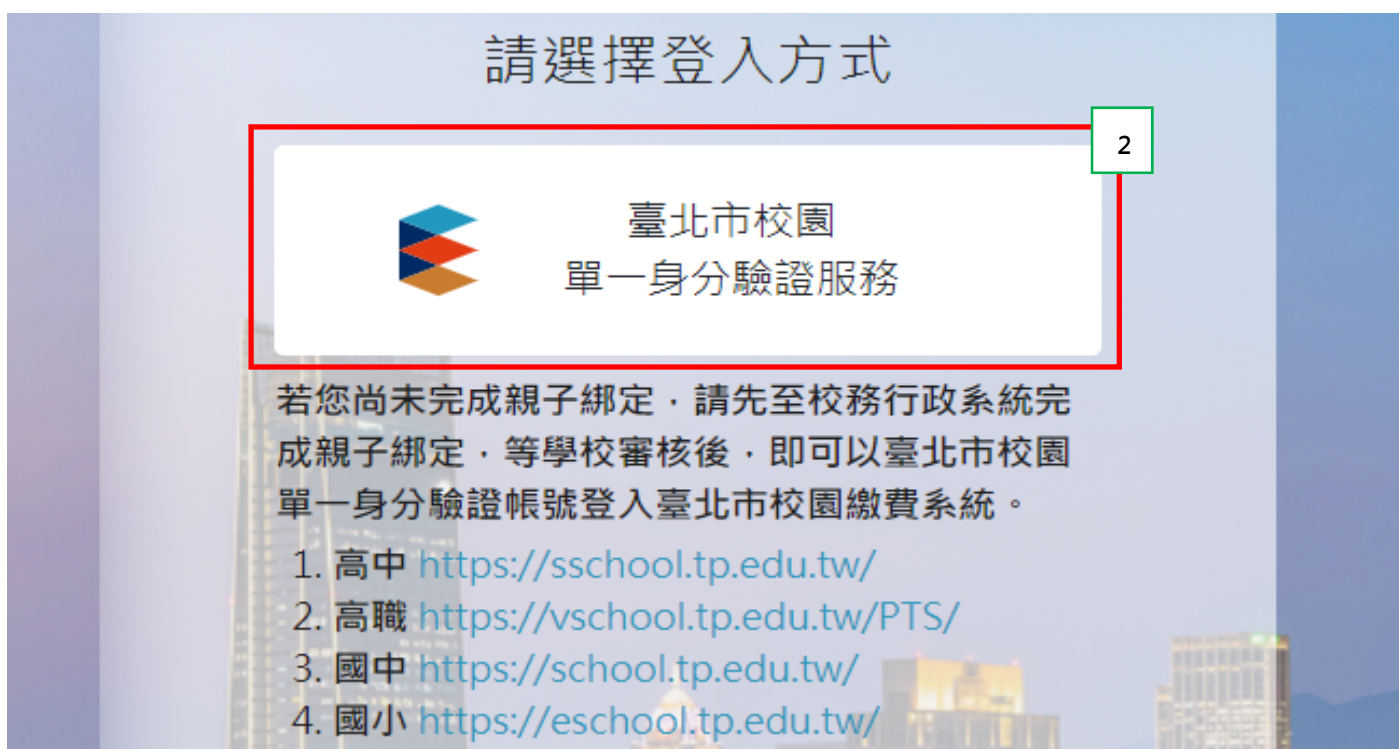 請選擇登入方式
2
臺北市校園
單一身分驗證服務
若您尚未完成親子綁定，請先至校務行政系統完
成親子綁定，等學校審核後，即可以臺北市校園
單一身分驗證帳號登入臺北市校園繳費系統。
1. 高中 https://sschool.tp.edu.tw/
2. 高職 https://vschool.tp.edu.tw/PTS/
3. 國中 https://school.tp.edu.tw/
4. 國小 https://eschool.tp.edu.tw/